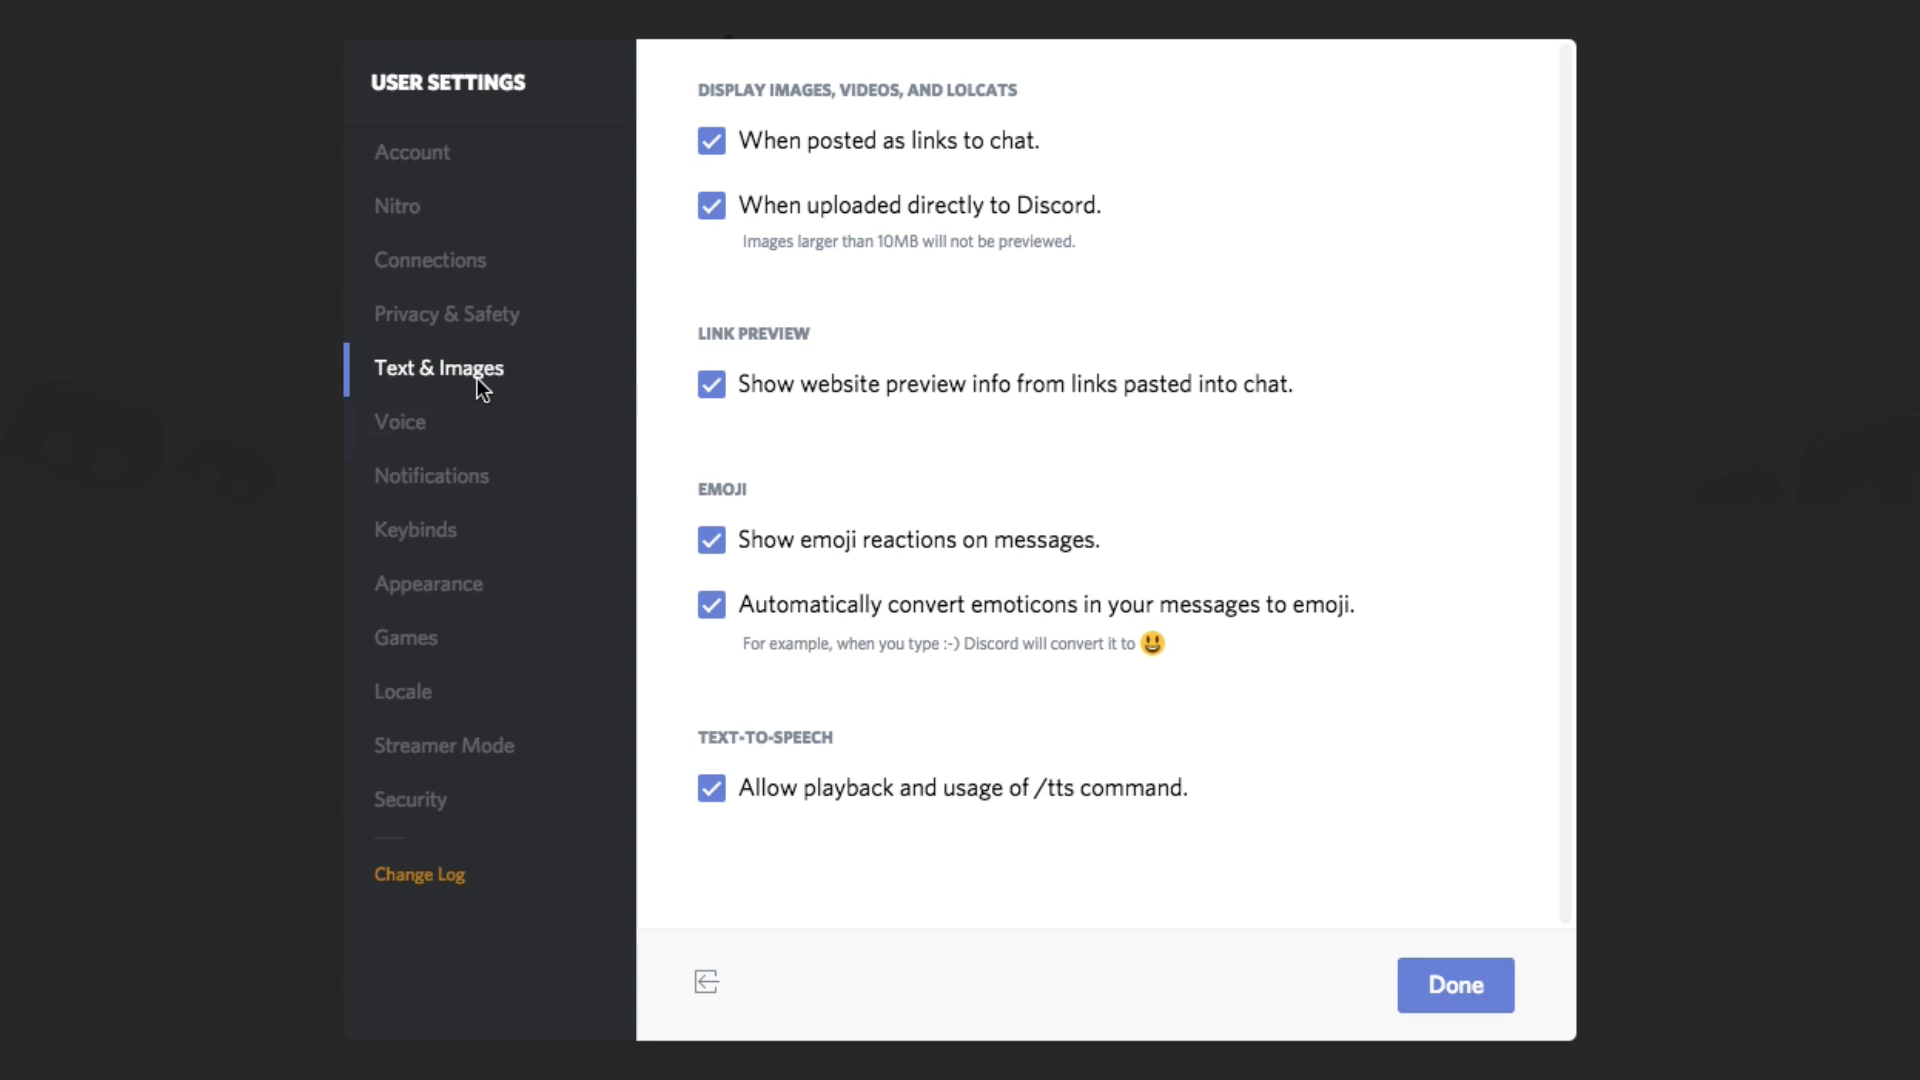 USER SETTINGS
Account
Nitro
Connections
Privacy & Safety
Text & Images
Voice
Notifications
Keybinds
Appearance
Games
Locale
Streamer Mode
Security
Change Log
DISPLAY IMAGES, VIDEOS, AND LOLCATS
When posted as links to chat.
When uploaded directly to Discord.
Images larger than 10MB will not be previewed.
LINK PREVIEW
Show website preview info from links pasted into chat.
EMOJI
Show emoji reactions on messages.
Automatically convert emoticons in your messages to emoji.
For example, when you type :-) Discord will convert it to 😃
TEXT-TO-SPEECH
Allow playback and usage of /tts command.
Done